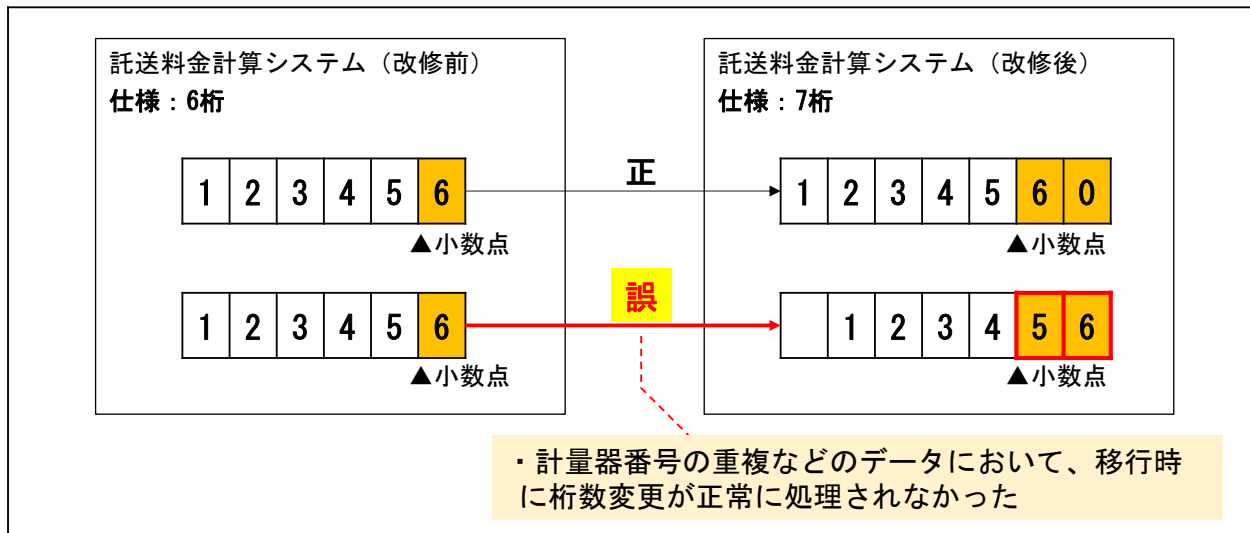 託送料金計算システム（改修前）
仕様：6桁
託送料金計算システム（改修後）
仕様：7桁
1 2 3 4 5 6
正
1 2 3 4 5 6 0
▲小数点
▲小数点
1 2 3 4 5 6
誤
1 2 3 4 5 6
▲小数点
▲小数点
・計量器番号の重複などのデータにおいて、移行時
に桁数変更が正常に処理されなかった